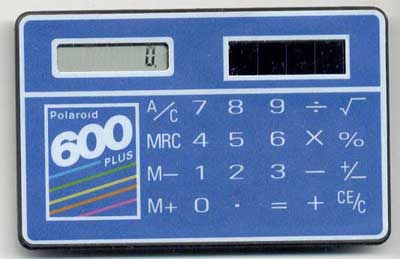 0.
Polaroid
600
PLUS
A/C 7 8 9 ÷ √
MRC 4 5 6 X %
M− 1 2 3 − +/−
M+ 0 · = + CE/C